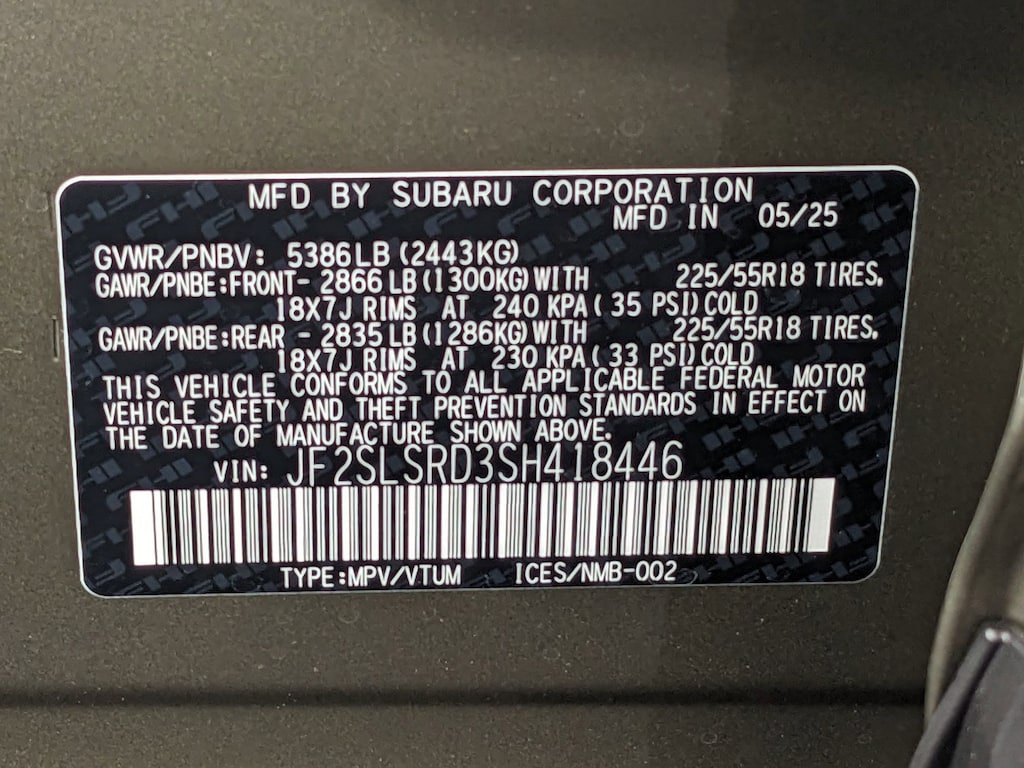 MFD BY SUBARU CORPORATION
MFD IN 05/25
GVWR/PNBV: 5386LB (2443KG)
GAWR/PNBE:FRONT- 2866 LB (1300KG) WITH 225/55R18 TIRES.
18X7J RIMS AT 240 KPA ( 35 PSI) COLD
GAWR/PNBE:REAR - 2835 LB (1286KG) WITH 225/55R18 TIRES.
18X7J RIMS AT 230 KPA ( 33 PSI) COLD
THIS VEHICLE CONFORMS TO ALL APPLICABLE FEDERAL MOTOR
VEHICLE SAFETY AND THEFT PREVENTION STANDARDS IN EFFECT ON
THE DATE OF MANUFACTURE SHOWN ABOVE.
VIN: JF2SLSRD3SH418446
TYPE:MPV/VTUM ICES/NMB-002